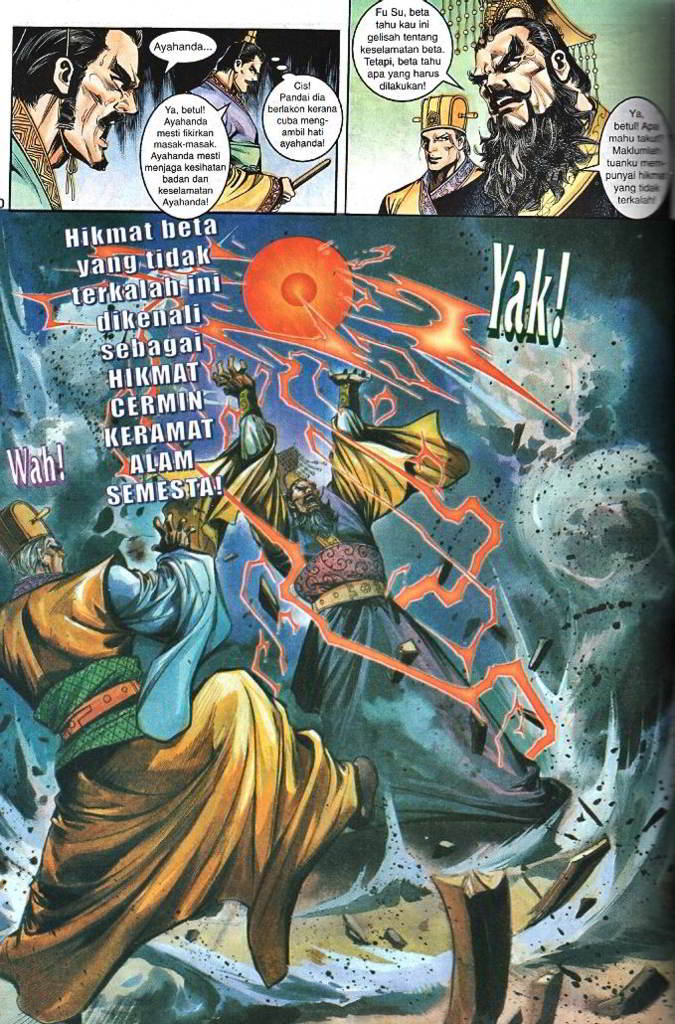 Ayahanda...
Ya, betul!
Ayahanda
mesti fikirkan
masak-masak.
Ayahanda mesti
menjaga kesihatan
badan dan
keselamatan
Ayahanda!
Cis!
Pandai dia
berlakon kerana
cuba meng-
ambil hati
ayahanda!
Fu Su, beta
tahu kau ini
gelisah tentang
keselamatan beta.
Tetapi, beta tahu
apa yang harus
dilakukan!
Ya,
betul! Apa
mahu takut!
Maklumlah
tuanku mem-
punyai hikmat
yang tidak
terkalah!
Hikmat beta
yang tidak
terkalah ini
dikenali
sebagai
HIKMAT
CERMIN
KERAMAT
ALAM
SEMESTA!
Yak!
Wah!